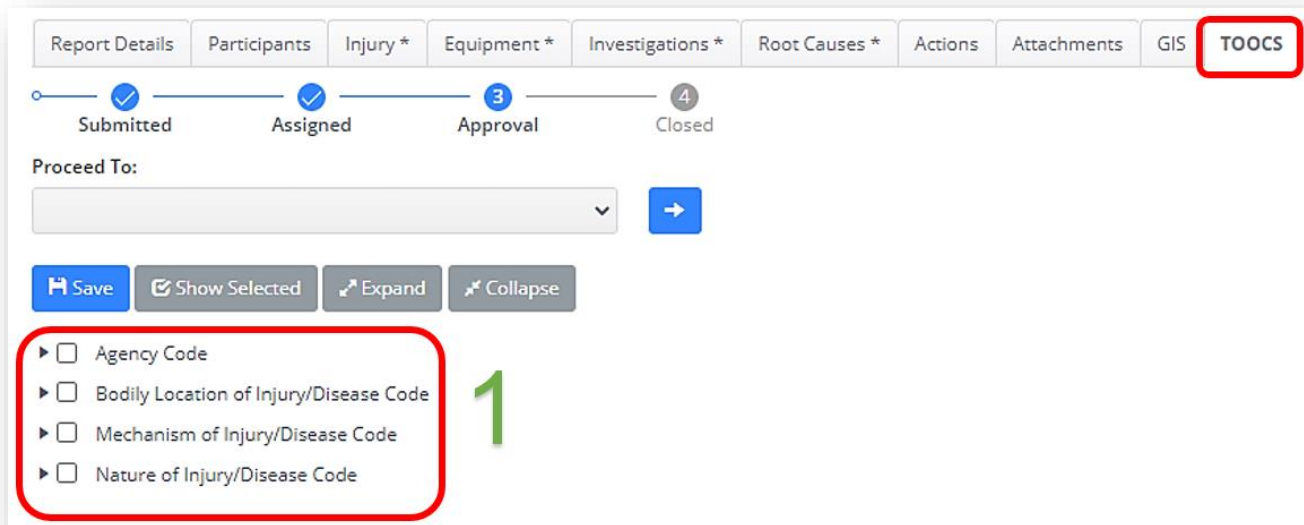 Report Details Participants Injury * Equipment * Investigations * Root Causes * Actions Attachments GIS TOOCS
3 4
Submitted Assigned Approval Closed
Proceed To:
Save Show Selected Expand Collapse
Agency Code
Bodily Location of Injury/Disease Code
Mechanism of Injury/Disease Code
Nature of Injury/Disease Code
1